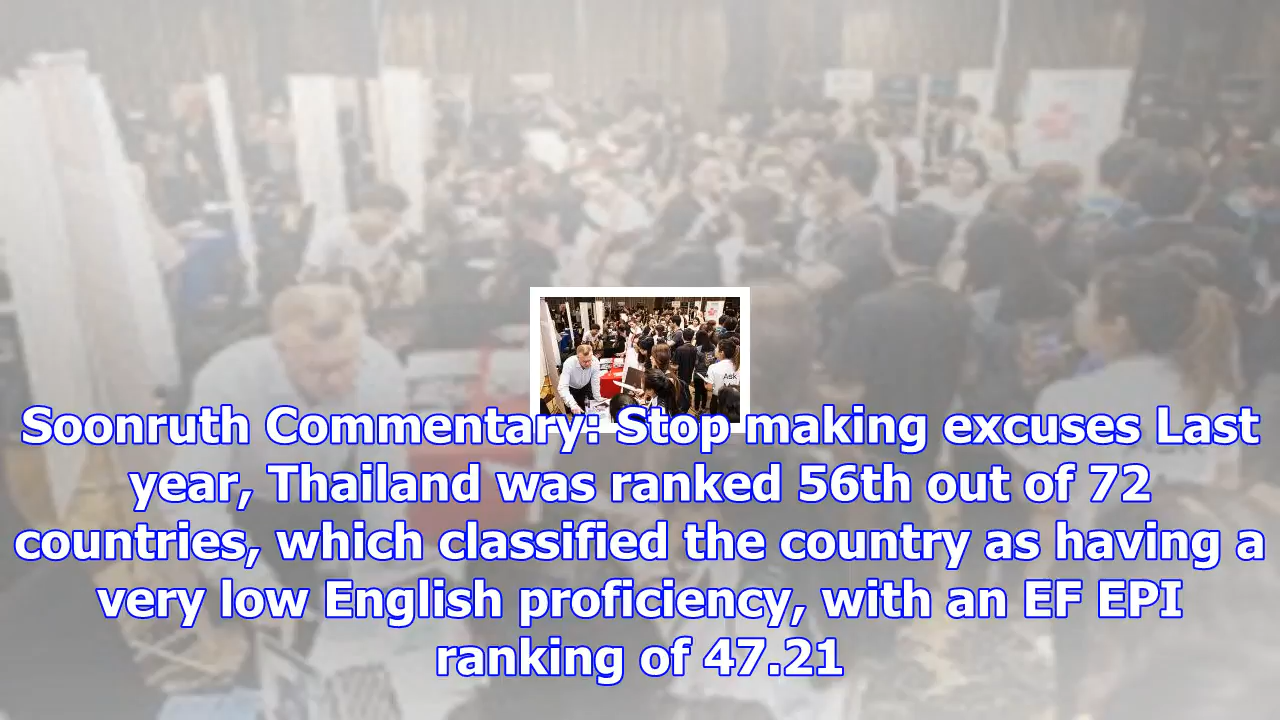 Ask
Soonruth Commentary: Stop making excuses Last
year, Thailand was ranked 56th out of 72
countries, which classified the country as having a
very low English proficiency, with an EF EPI
ranking of 47.21